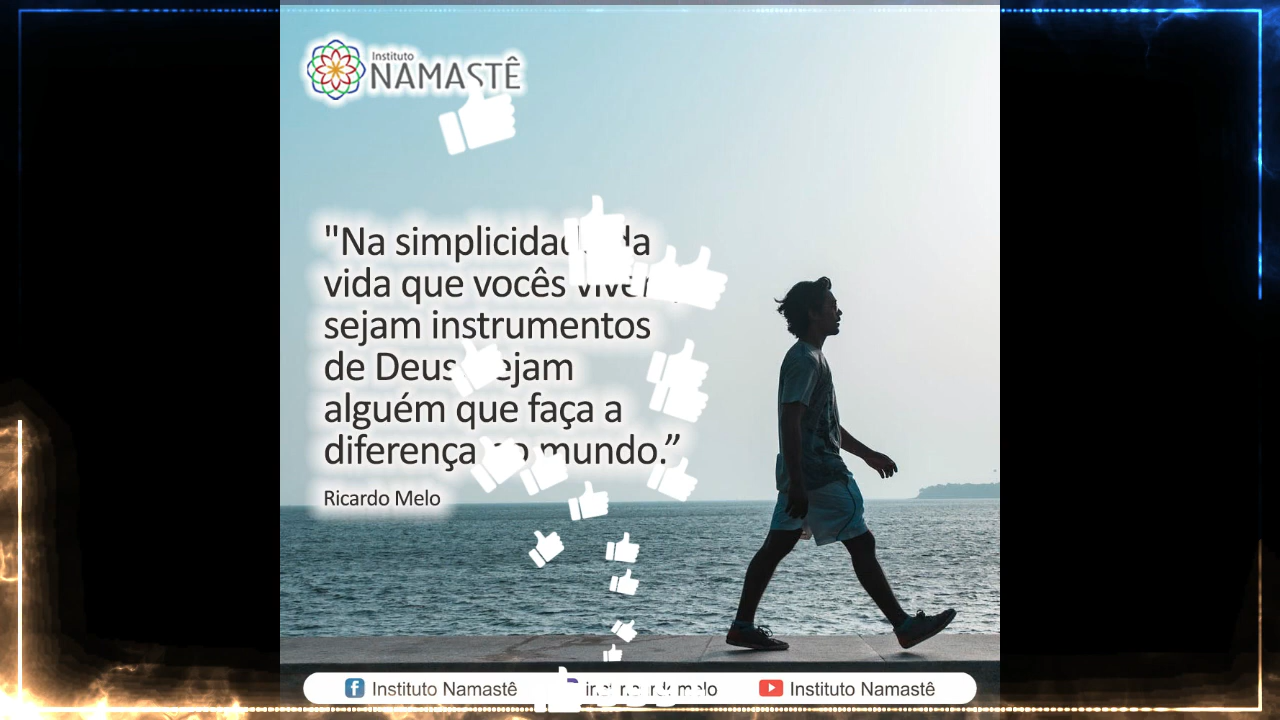 Instituto
NAMASTÊ
"Na simplicidade da
vida que vocês
sejam instrumentos
de Deus, sejam
alguém que faça a
diferença no mundo.”
Ricardo Melo
Instituto Namastê
melo
Instituto Namastê